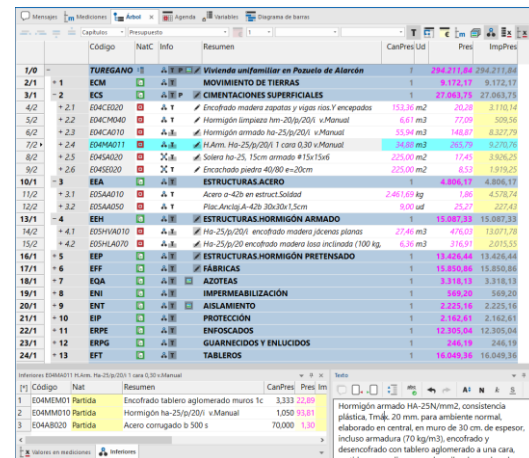 Mensajes Mediciones Árbol × Agenda Variables Diagrama de barras
Capítulos Presupuesto 1
Código NatC Info Resumen CanPres Ud Pres ImpPres
1/0 − TUREGANO Vivienda unifamiliar en Pozuelo de Alarcón 1 294.211,84 294.211,84
2/1 + 1 ECM MOVIMIENTO DE TIERRAS 1 9.172,17 9.172,17
3/1 − 2 ECS CIMENTACIONES SUPERFICIALES 1 27.063,75 27.063,75
4/2 + 2.1 E04CE020 Encofrado madera zapatas y vigas rios.Y encepados 153,36 m2 20,28 3.110,14
5/2 + 2.2 E04CM040 Hormigón limpieza hm-20/p/20/i v.Manual 6,61 m3 77,09 509,56
6/2 + 2.3 E04CA010 Hormigón armado ha-25/p/20/i v.Manual 55,94 m3 148,87 8.327,79
7/2 + 2.4 E04MA011 H.Arm. Ha-25/p/20/i 1 cara 0,30 v.Manual 34,88 m3 265,79 9.270,76
8/2 + 2.5 E04SA020 Solera ha-25, 15cm armado #15x15x6 225,00 m2 17,45 3.926,25
9/2 + 2.6 E04SE020 Encachado piedra 40/80 e=20cm 225,00 m2 8,53 1.919,25
10/1 − 3 EEA ESTRUCTURAS.ACERO 1 4.806,17 4.806,17
11/2 + 3.1 E05AA010 Acero a-42b en estruct.Soldad 2.461,69 kg 1,86 4.578,74
12/2 + 3.2 E05AA050 Plac.Anclaj.A-42b 30x30x1,5cm 9,00 ud 25,27 227,43
13/1 − 4 EEH ESTRUCTURAS.HORMIGÓN ARMADO 1 15.087,33 15.087,33
14/2 + 4.1 E05HVA010 Ha-25/p/20/i encofrado madera jácenas planas 27,46 m3 476,03 13.071,78
15/2 + 4.2 E05HLA070 Ha-25/p/20 encofrado madera losa inclinada (100 kg, 6,36 m3 316,91 2.015,55
16/1 + 5 EEP ESTRUCTURAS.HORMIGÓN PRETENSADO 1 13.426,44 13.426,44
17/1 + 6 EFF FÁBRICAS 1 15.850,86 15.850,86
18/1 + 7 EQA AZOTEAS 1 3.318,13 3.318,13
19/1 + 8 ENI IMPERMEABILIZACIÓN 1 569,20 569,20
20/1 + 9 ENT AISLAMIENTO 1 2.225,16 2.225,16
21/1 + 10 EIP PROTECCIÓN 1 2.162,61 2.162,61
22/1 + 11 ERPE ENFOSCADOS 1 12.305,04 12.305,04
23/1 + 12 ERPG GUARNECIDOS Y ENLUCIDOS 1 246,19 246,19
24/1 + 13 EFT TABLEROS 1 16.049,36 16.049,36
Inferiores E04MA011 H.Arm. Ha-25/p/20/i 1 cara 0,30 v.Manual
[*] Código Nat Resumen CanPres Pres Im
1 E04MEM01 Partida Encofrado tablero aglomerado muros 1c 3,333 22,89
2 E04MM010 Partida Hormigón ha-25/p/20/i v.Manual 1,050 93,81
3 E04AB020 Partida Acero corrugado b 500 s 70,000 1,30
Valores en mediciones Inferiores
Texto
A N k S
Hormigón armado HA-25N/mm2, consistencia
plástica, Tmáx. 20 mm. para ambiente normal,
elaborado en central, en muro de 30 cm. de espesor,
incluso armadura (70 kg/m3), encofrado y
desencofrado con tablero aglomerado a una cara,